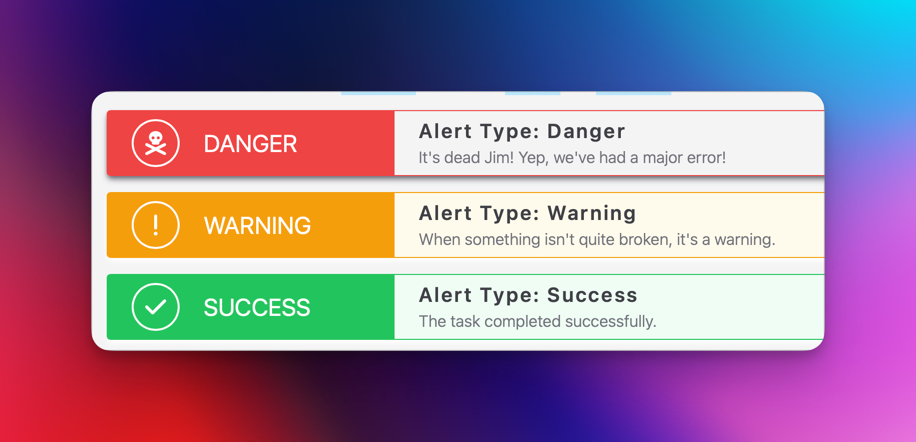 DANGER
Alert Type: Danger
It's dead Jim! Yep, we've had a major error!
WARNING
Alert Type: Warning
When something isn't quite broken, it's a warning.
SUCCESS
Alert Type: Success
The task completed successfully.